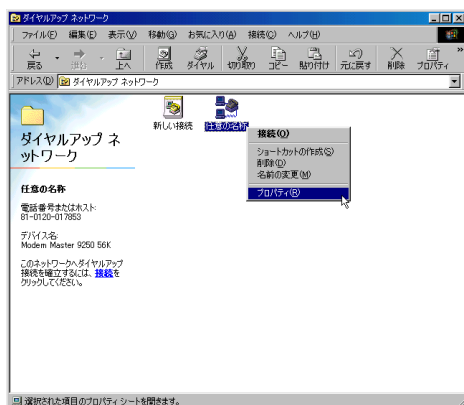 ダイヤルアップ ネットワーク
ファイル(F) 編集(E) 表示(V) 移動(G) お気に入り(A) 接続(C) ヘルプ(H)
戻る 進む 上へ 作成 ダイヤル 切り取り コピー 貼り付け 元に戻す 削除 プロパティ »
アドレス(D) ダイヤルアップ ネットワーク
新しい接続 任意の名称
ダイヤルアップ ネ
ットワーク
接続(O)
ショートカットの作成(S)
削除(D)
名前の変更(M)
プロパティ(R)
任意の名称
電話番号またはホスト:
81-0120-017853
デバイス名:
Modem Master 9250 56K
このネットワークへダイヤルアップ
接続を確立するには、接続を
クリックしてください。
選択された項目のプロパティ シートを開きます。